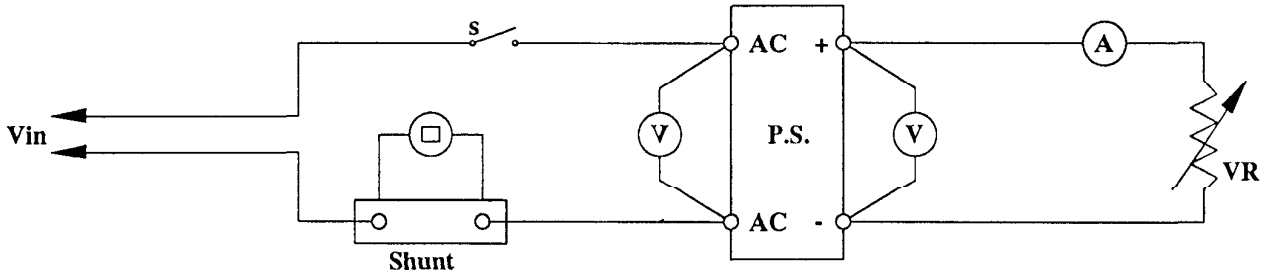 S
AC +
A
Vin
V
P.S.
V
VR
AC -
Shunt